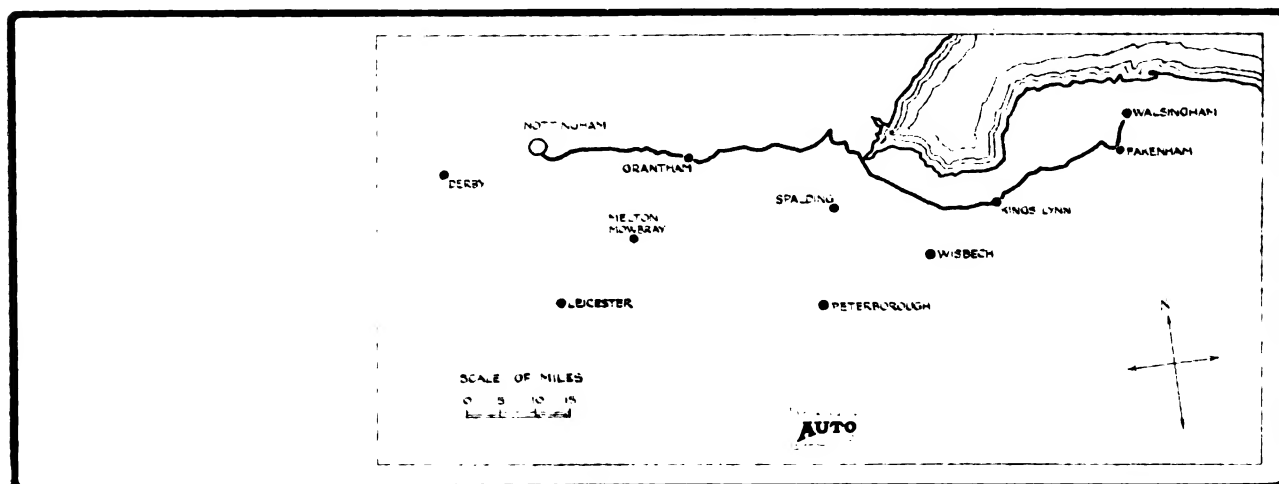 NOTTINGHAM
WALSINGHAM
FAKENHAM
GRANTHAM
DERBY
SPALDING
KINGS LYNN
MELTON
MOWBRAY
WISBECH
LEICESTER
PETERBOROUGH
N
SCALE OF MILES
0 5 10 15
AUTO